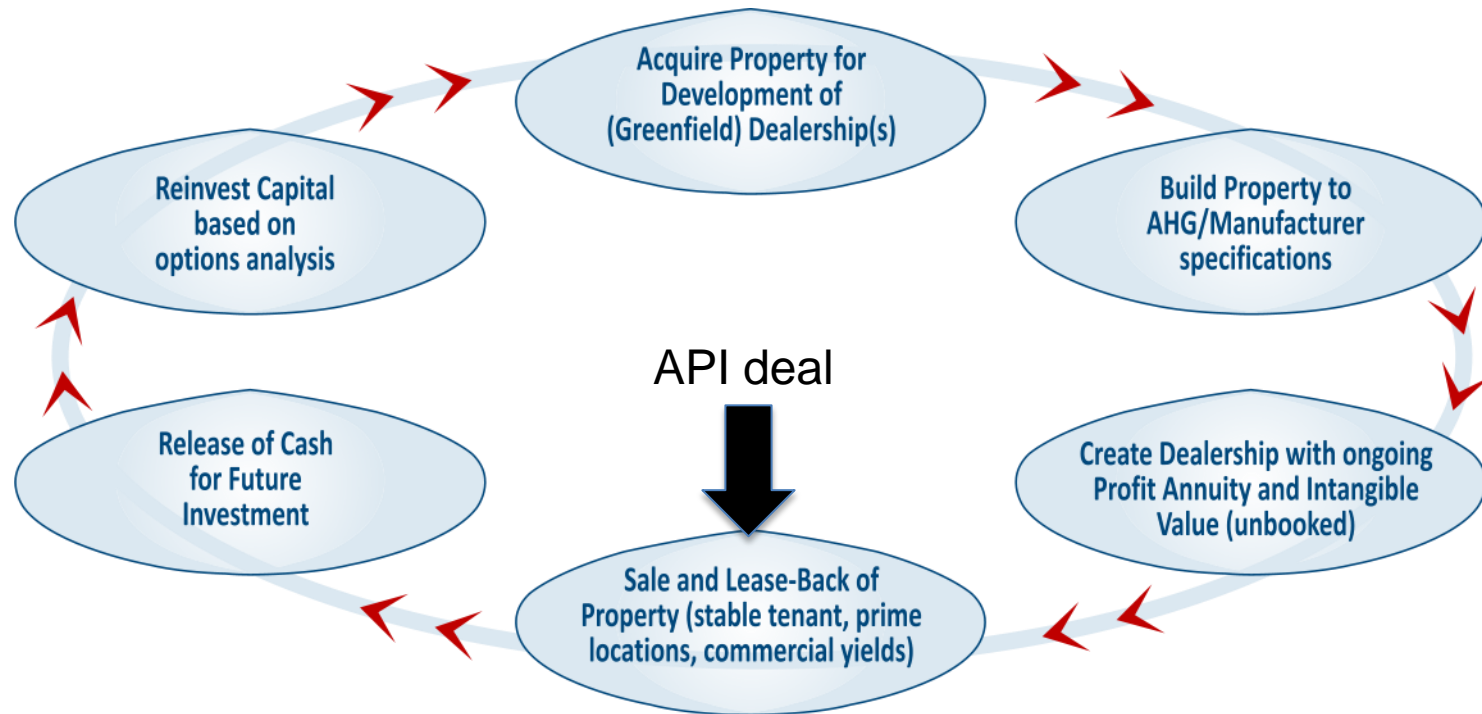 Acquire Property for
Development of
(Greenfield) Dealership(s)
Build Property to
AHG/Manufacturer
specifications
Create Dealership with ongoing
Profit Annuity and Intangible
Value (unbooked)
API deal
Sale and Lease-Back of
Property (stable tenant, prime
locations, commercial yields)
Release of Cash
for Future
Investment
Reinvest Capital
based on
options analysis